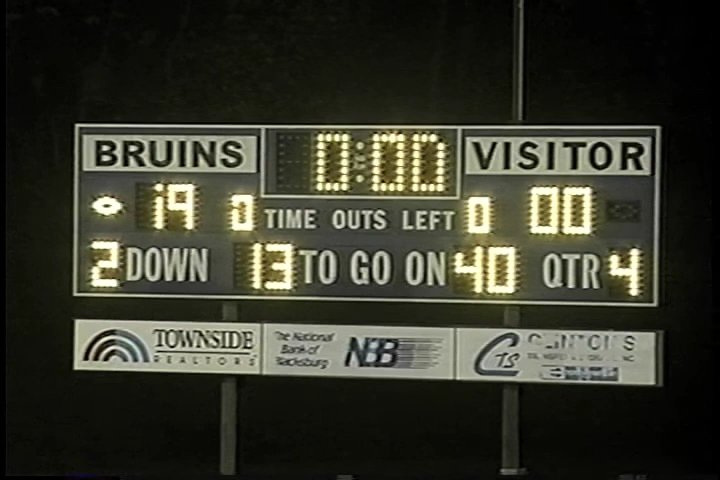 BRUINS 0:00 VISITOR
19 0 TIME OUTS LEFT 0 00
2 DOWN 13 TO GO ON 40 QTR 4
TOWNSIDE
REALTORS
The National
Bank of
Blacksburg
NBB
CTS